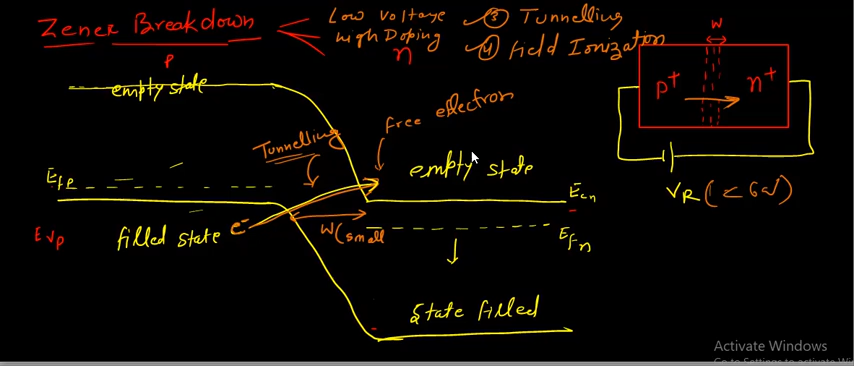 Zener Breakdown
Low Voltage
high Doping
③ Tunnelling
④ field Ionization
p
n
empty state
Tunnelling
free electron
empty state
Efp
Ecn
Evp
filled state
e-
W(small
EFn
State filled
W
p+
n+
VR (< 6V)
Activate Windows